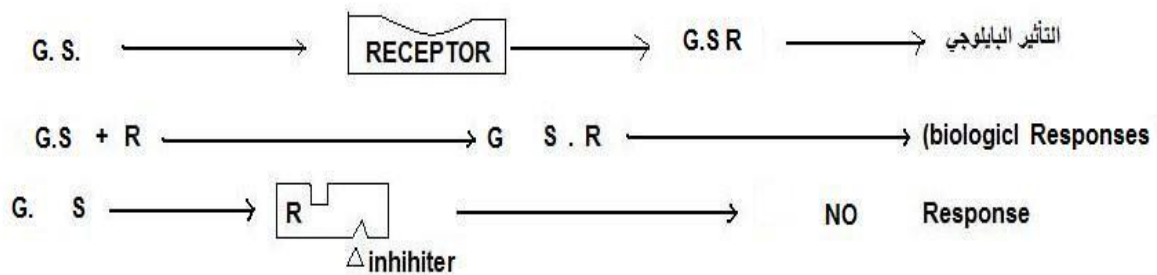 G. S. RECEPTOR G.S R التأثير البايلوجي
G.S + R G S . R (biologicl Responses
G. S R NO Response
inhihiter